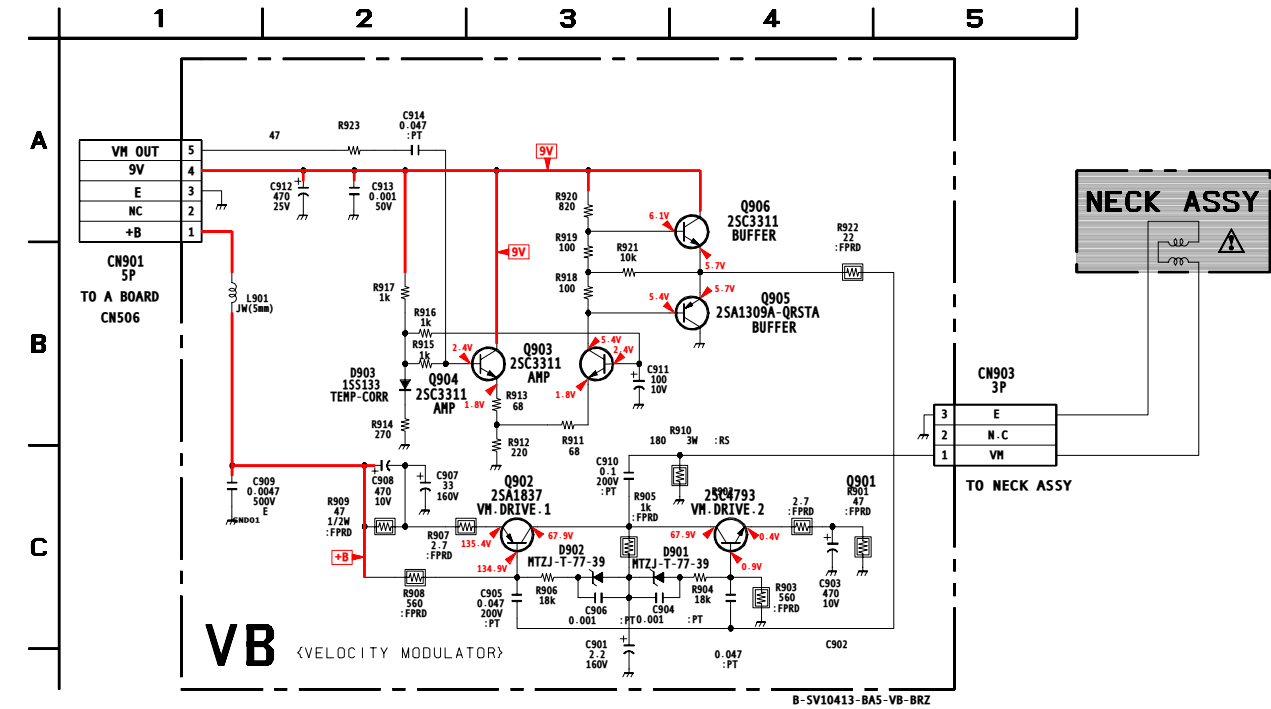 1 2 3 4 5
A
B
C
VM OUT 5
9V 4
E 3
NC 2
+B 1
CN901
5P
TO A BOARD
CN506
47
R923
C914
0.047
:PT
C912
470
25V
C913
0.001
50V
9V
R920
820
R919
100
R918
100
R921
10k
6.1V
Q906
2SC3311
BUFFER
5.7V
5.7V
5.4V
Q905
2SA1309A-QRSTA
BUFFER
R922
22
:FPRD
NECK ASSY
L901
JW(5mm)
R917
1k
R916
1k
R915
1k
9V
2.4V
Q903
2SC3311
AMP
5.4V
2.4V
C911
100
10V
D903
1SS133
TEMP-CORR
Q904
2SC3311
AMP
1.8V
R913
68
1.8V
R914
270
R912
220
R911
68
CN903
3P
3 E
2 N.C
1 VM
TO NECK ASSY
R910
180 3W :RS
C909
0.0047
500V
E
GND01
C908
470
10V
C907
33
160V
R909
47
1/2W
:FPRD
Q902
2SA1837
VM.DRIVE.1
C910
0.1
200V
:PT
R905
1k
:FPRD
R902
2SC4793
VM.DRIVE.2
2.7
:FPRD
Q901
R901
47
:FPRD
R907
2.7
:FPRD
135.4V
67.9V
134.9V
D902
MTZJ-T-77-39
D901
MTZJ-T-77-39
67.9V
0.4V
0.9V
+B
R908
560
:FPRD
C905
0.047
200V
:PT
R906
18k
C906
0.001 :PT
C904
0.001 :PT
R904
18k
R903
560
:FPRD
C903
470
10V
C901
2.2
160V
0.047
:PT
C902
VB {VELOCITY MODULATOR}
B-SV10413-BA5-VB-BRZ